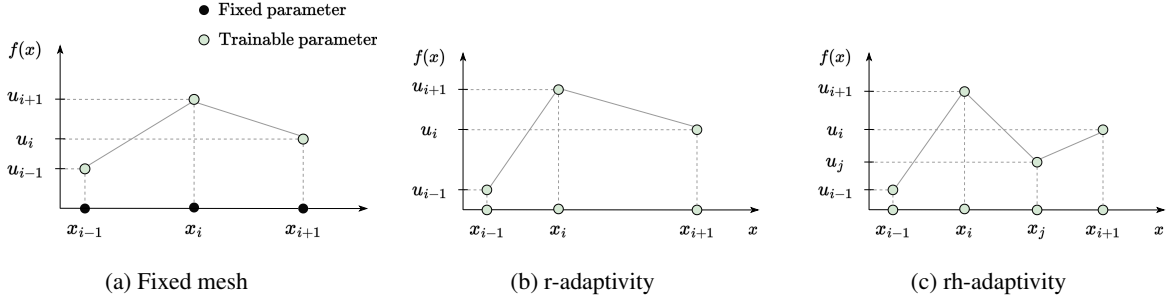 Fixed parameter
Trainable parameter
f(x)
u_{i+1}
u_i
u_{i-1}
x_{i-1} x_i x_{i+1}
(a) Fixed mesh
f(x)
u_{i+1}
u_i
u_{i-1}
x_{i-1} x_i x_{i+1} x
(b) r-adaptivity
f(x)
u_{i+1}
u_i
u_j
u_{i-1}
x_{i-1} x_i x_j x_{i+1} x
(c) rh-adaptivity